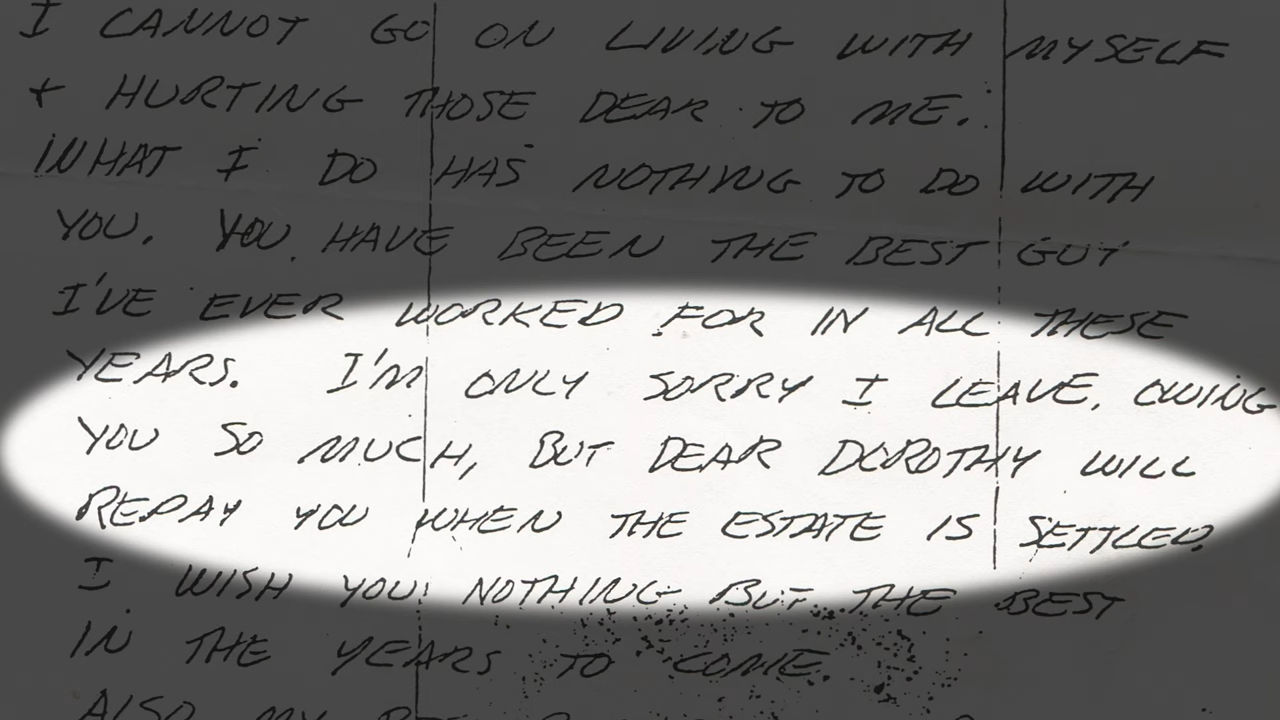 I CANNOT GO ON LIVING WITH MYSELF
+ HURTING THOSE DEAR TO ME.
WHAT I DO HAS NOTHING TO DO WITH
YOU. YOU HAVE BEEN THE BEST GUY
I'VE EVER WORKED FOR IN ALL THESE
YEARS. I'M ONLY SORRY I LEAVE, OWING
YOU SO MUCH, BUT DEAR DOROTHY WILL
REPAY YOU WHEN THE ESTATE IS SETTLED.
I WISH YOU NOTHING BUT THE BEST
IN THE YEARS TO COME.
ALSO MY